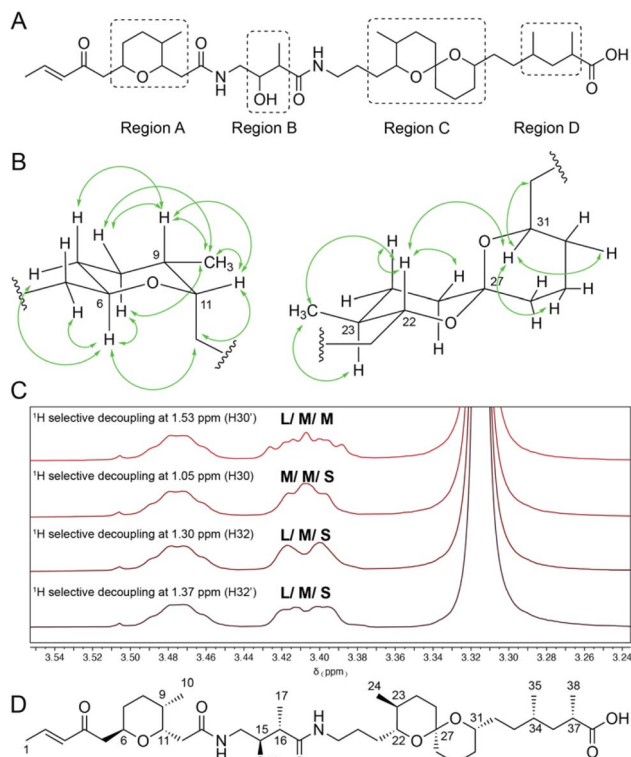 A
O
O
O
N
H
OH
O
H
N
O
O
OH
O
Region A
Region B
Region C
Region D
B
H
H
H
9
CH₃
H
H
6
O
11
H
H
H
H
H
31
O
H
H
H
H
27
H₃C
23
22
O
H
H
H
H
C
¹H selective decoupling at 1.53 ppm (H30')
L/ M/ M
¹H selective decoupling at 1.05 ppm (H30)
M/ M/ S
¹H selective decoupling at 1.30 ppm (H32)
L/ M/ S
¹H selective decoupling at 1.37 ppm (H32')
L/ M/ S
3.54 3.52 3.50 3.48 3.46 3.44 3.42 3.40 3.38 3.36 3.34 3.32 3.30 3.28 3.26 3.24
δ (ppm)
D
1
O
6
O
9
10
11
O
N
H
15
16
17
O
H
N
22
23
24
O
27
O
31
34
35
37
38
OH
O